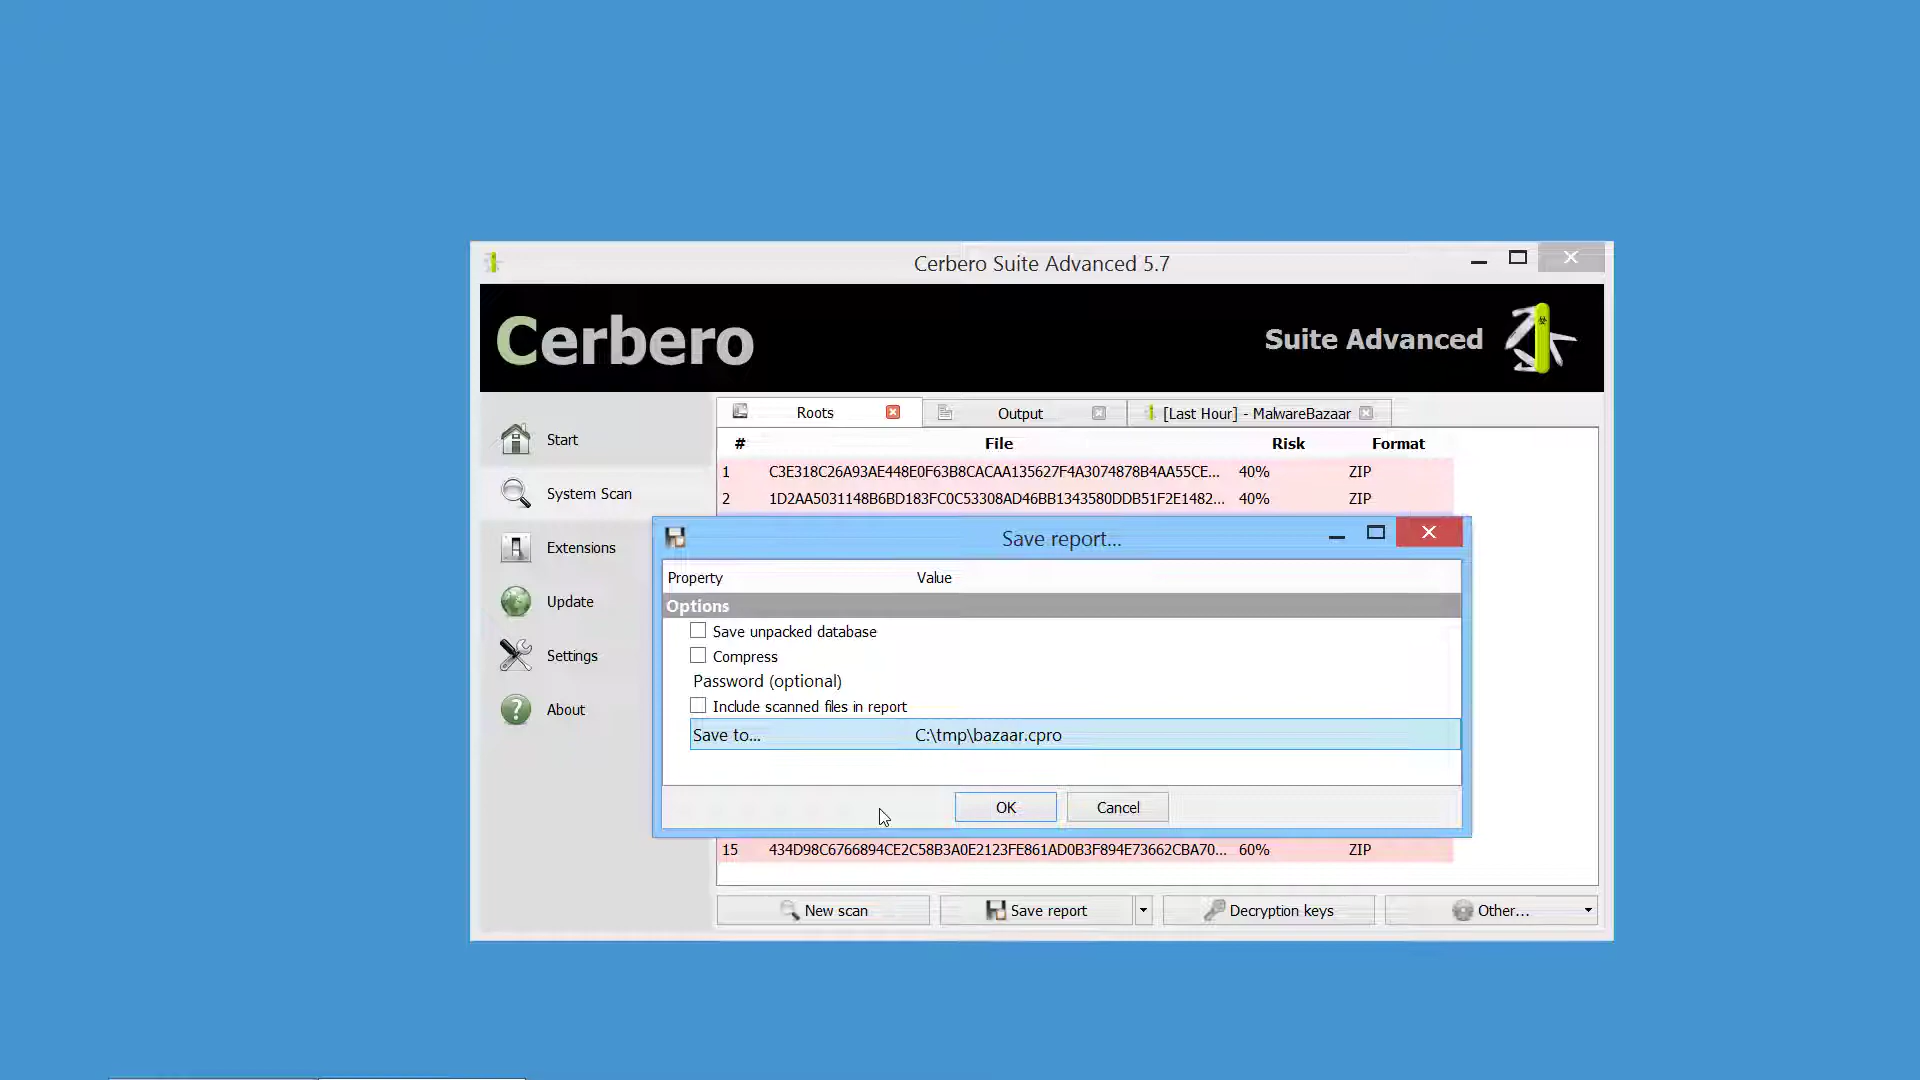 Cerbero Suite Advanced 5.7
Cerbero
Suite Advanced
Start
System Scan
Extensions
Update
Settings
About
Roots
Output
[Last Hour] - MalwareBazaar
# File Risk Format
1 C3E318C26A93AE448E0F63B8CACAA135627F4A3074878B4AA55CE... 40% ZIP
2 1D2AA5031148B6BD183FC0C53308AD46BB1343580DDB51F2E1482... 40% ZIP
Save report...
Property Value
Options
Save unpacked database
Compress
Password (optional)
Include scanned files in report
Save to... C:\tmp\bazaar.cpro
OK
Cancel
15 434D98C6766894CE2C58B3A0E2123FE861AD0B3F894E73662CBA70... 60% ZIP
New scan
Save report
Decryption keys
Other...